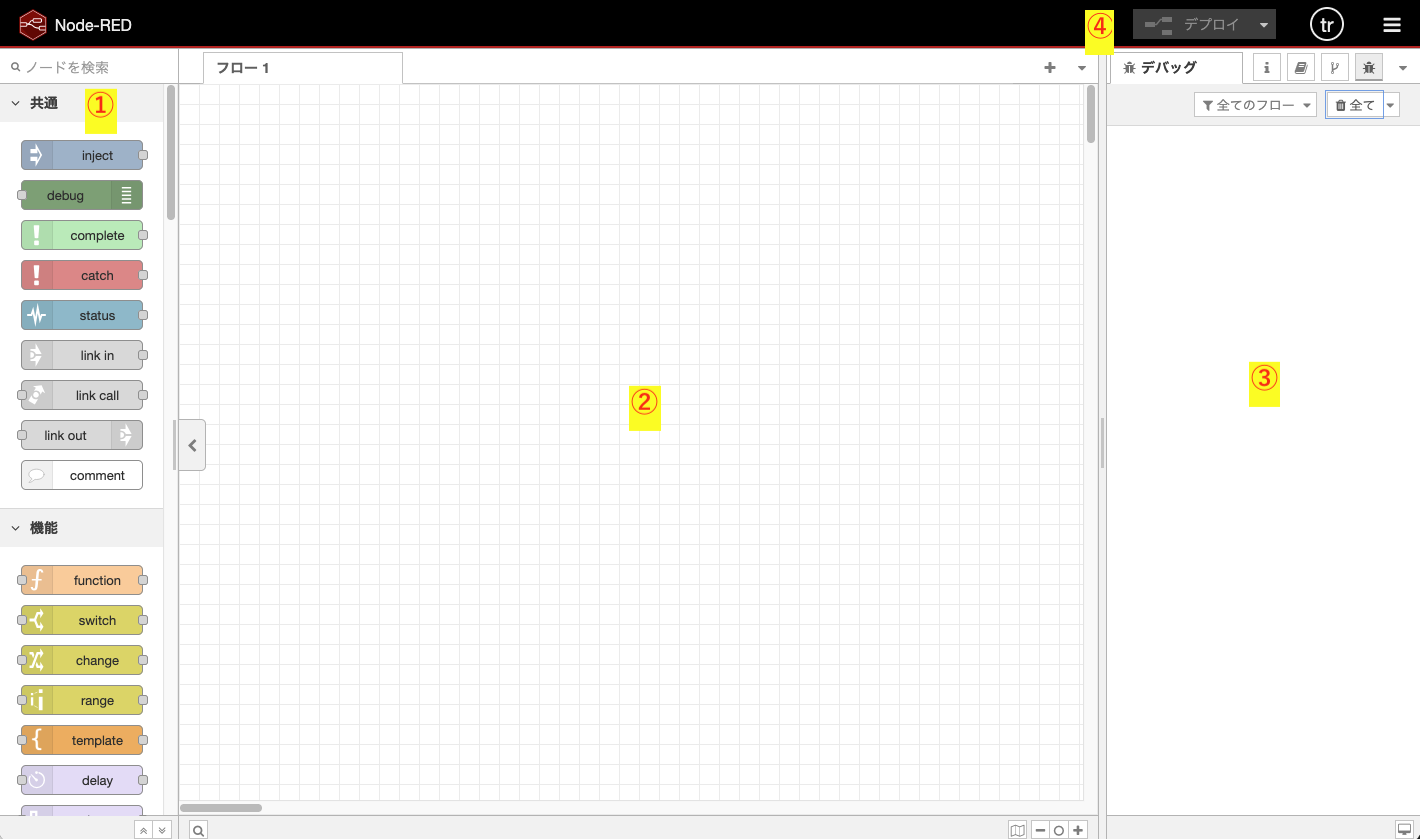 Node-RED
④
デプロイ
tr
ノードを検索
フロー 1
デバッグ
i
共通
①
全てのフロー
全て
inject
debug
complete
catch
status
link in
link call
link out
comment
②
③
機能
function
switch
change
range
template
delay